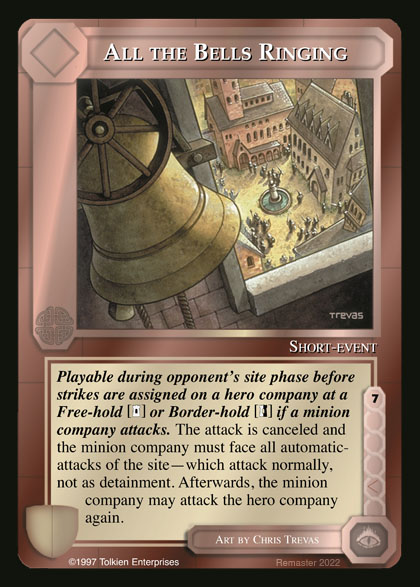 All the Bells Ringing
Trevas
Short-event
Playable during opponent's site phase before
strikes are assigned on a hero company at a
Free-hold [] or Border-hold [] if a minion
company attacks. The attack is canceled and
the minion company must face all automatic-
attacks of the site—which attack normally,
not as detainment. Afterwards, the minion
company may attack the hero company
again.
7
Art by Chris Trevas
©1997 Tolkien Enterprises
Remaster 2022